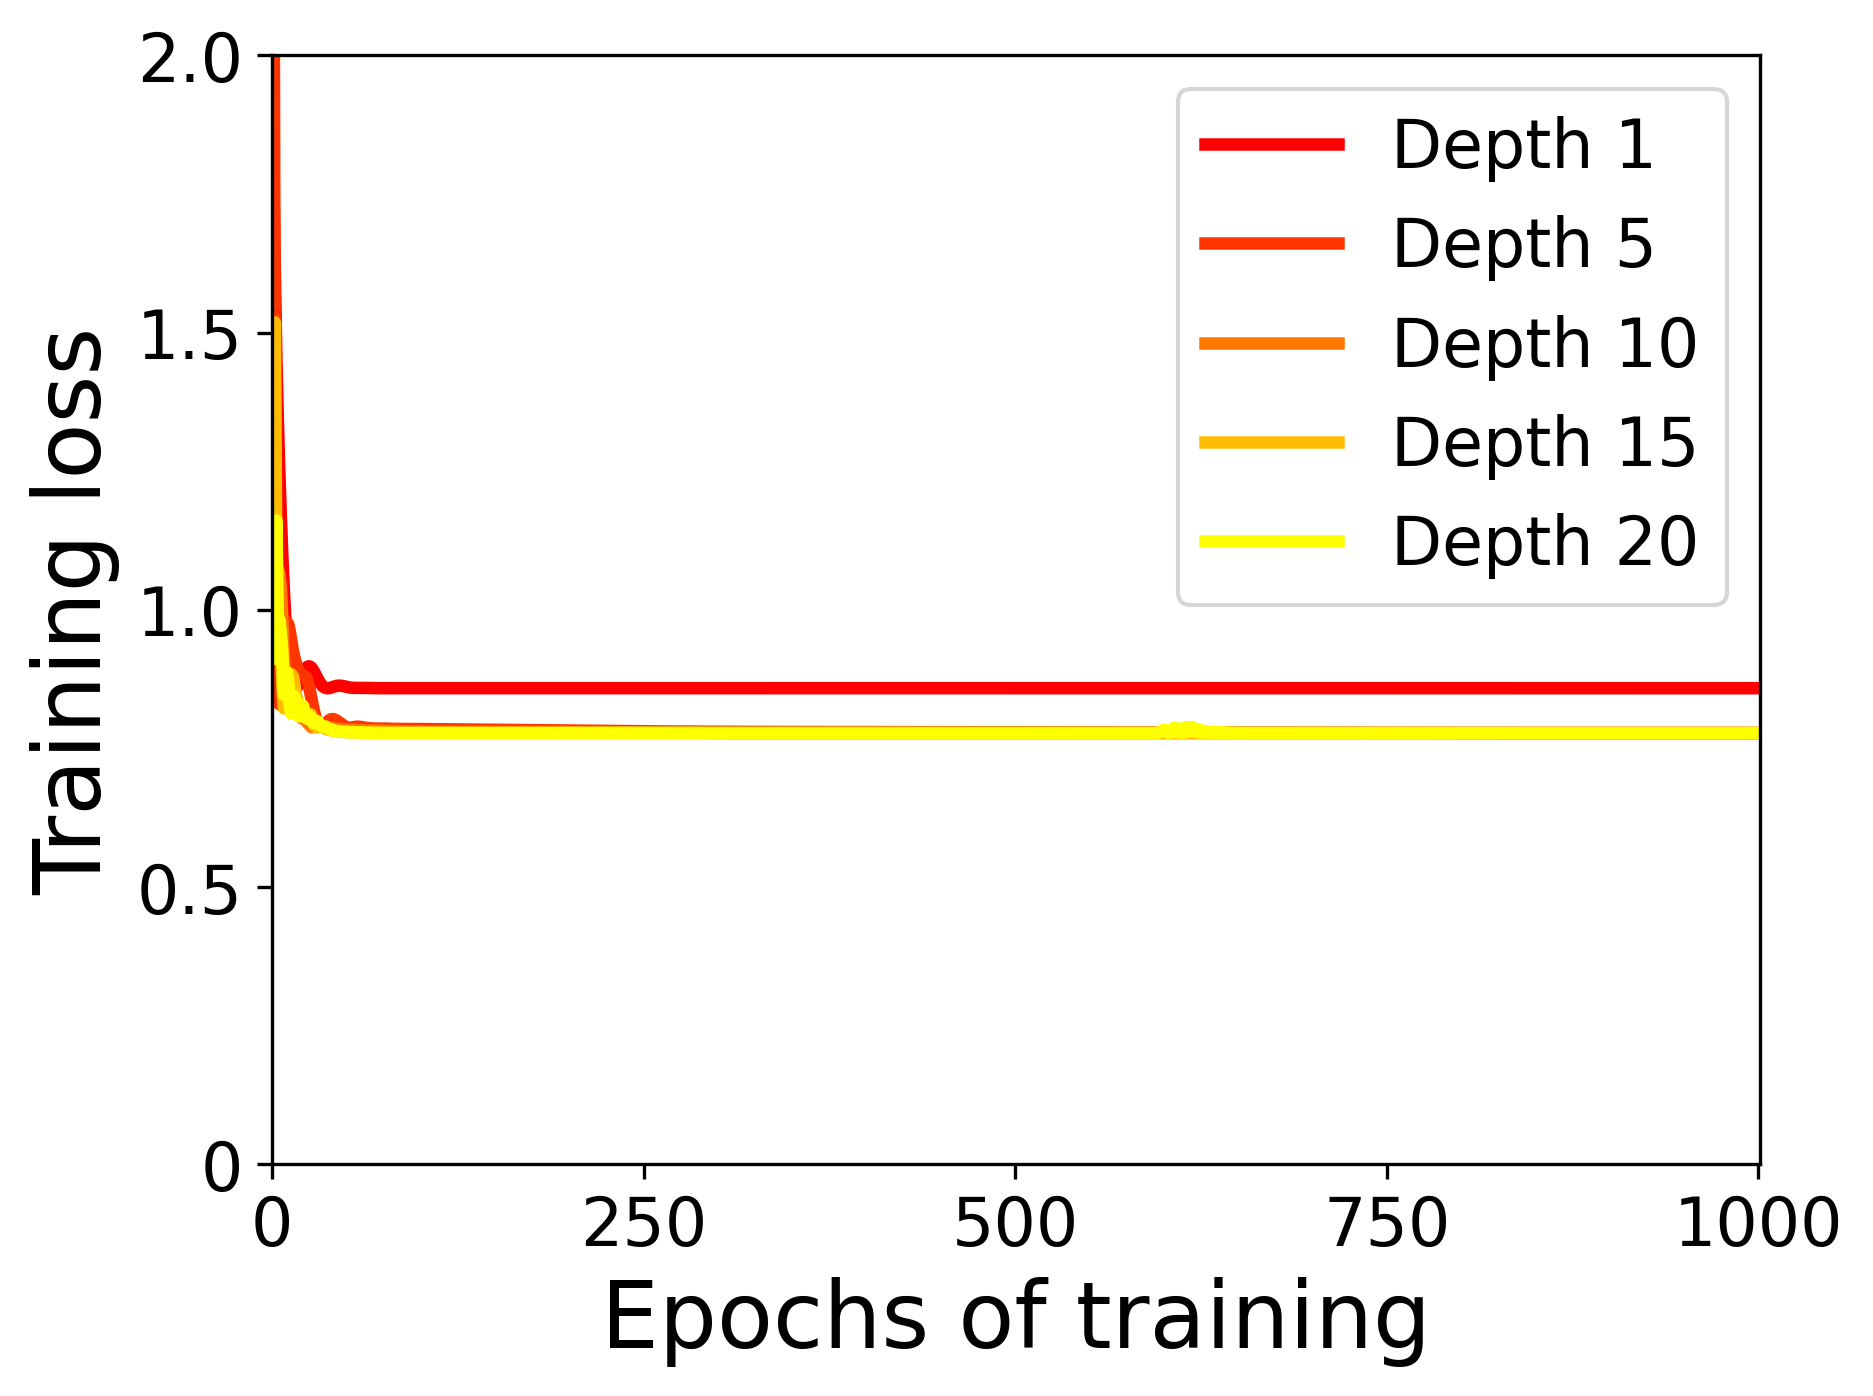 2.0
1.5
1.0
0.5
0
Training loss
0 250 500 750 1000
Epochs of training
Depth 1
Depth 5
Depth 10
Depth 15
Depth 20